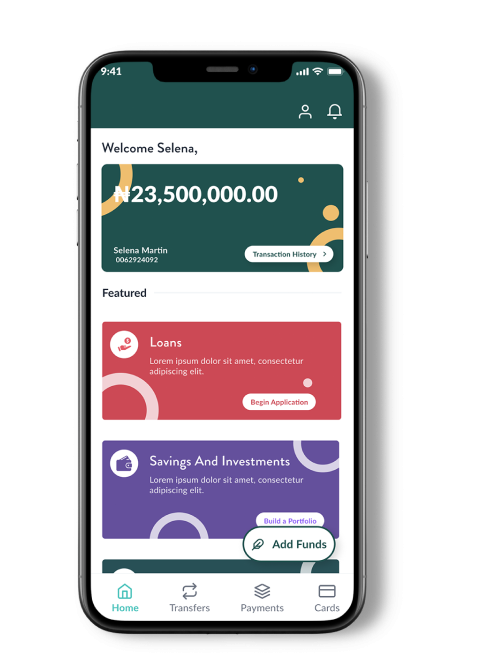 9:41
Welcome Selena,
₦23,500,000.00
Selena Martin
0062924092
Transaction History
Featured
Loans
Lorem ipsum dolor sit amet, consectetur
adipiscing elit.
Begin Application
Savings And Investments
Lorem ipsum dolor sit amet, consectetur
adipiscing elit.
Build a Portfolio
Add Funds
Home
Transfers
Payments
Cards